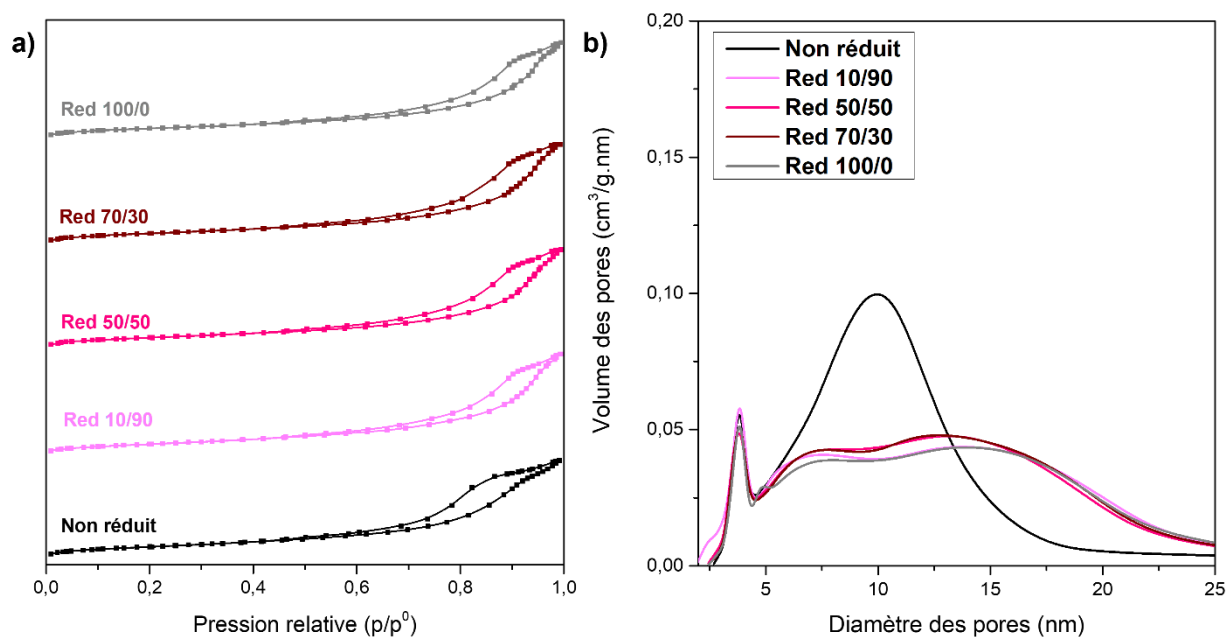 a)
Red 100/0
Red 70/30
Red 50/50
Red 10/90
Non réduit
0,0 0,2 0,4 0,6 0,8 1,0
Pression relative (p/p⁰)
b)
Volume des pores (cm³/g.nm)
0,20
0,15
0,10
0,05
0,00
Non réduit
Red 10/90
Red 50/50
Red 70/30
Red 100/0
5 10 15 20 25
Diamètre des pores (nm)